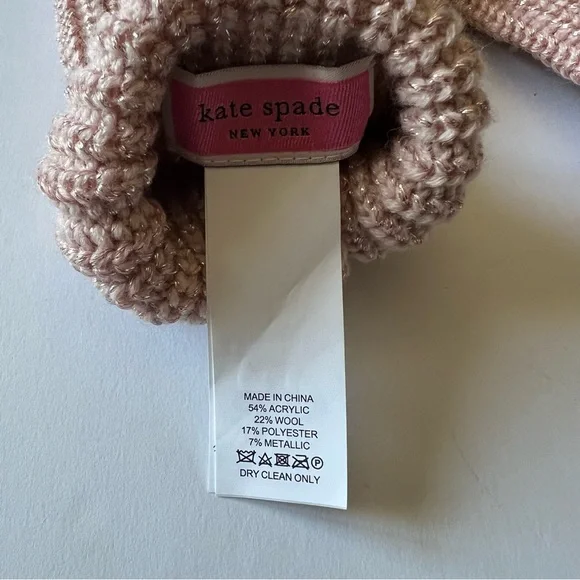 kate spade
NEW YORK
MADE IN CHINA
54% ACRYLIC
22% WOOL
17% POLYESTER
7% METALLIC
P
DRY CLEAN ONLY